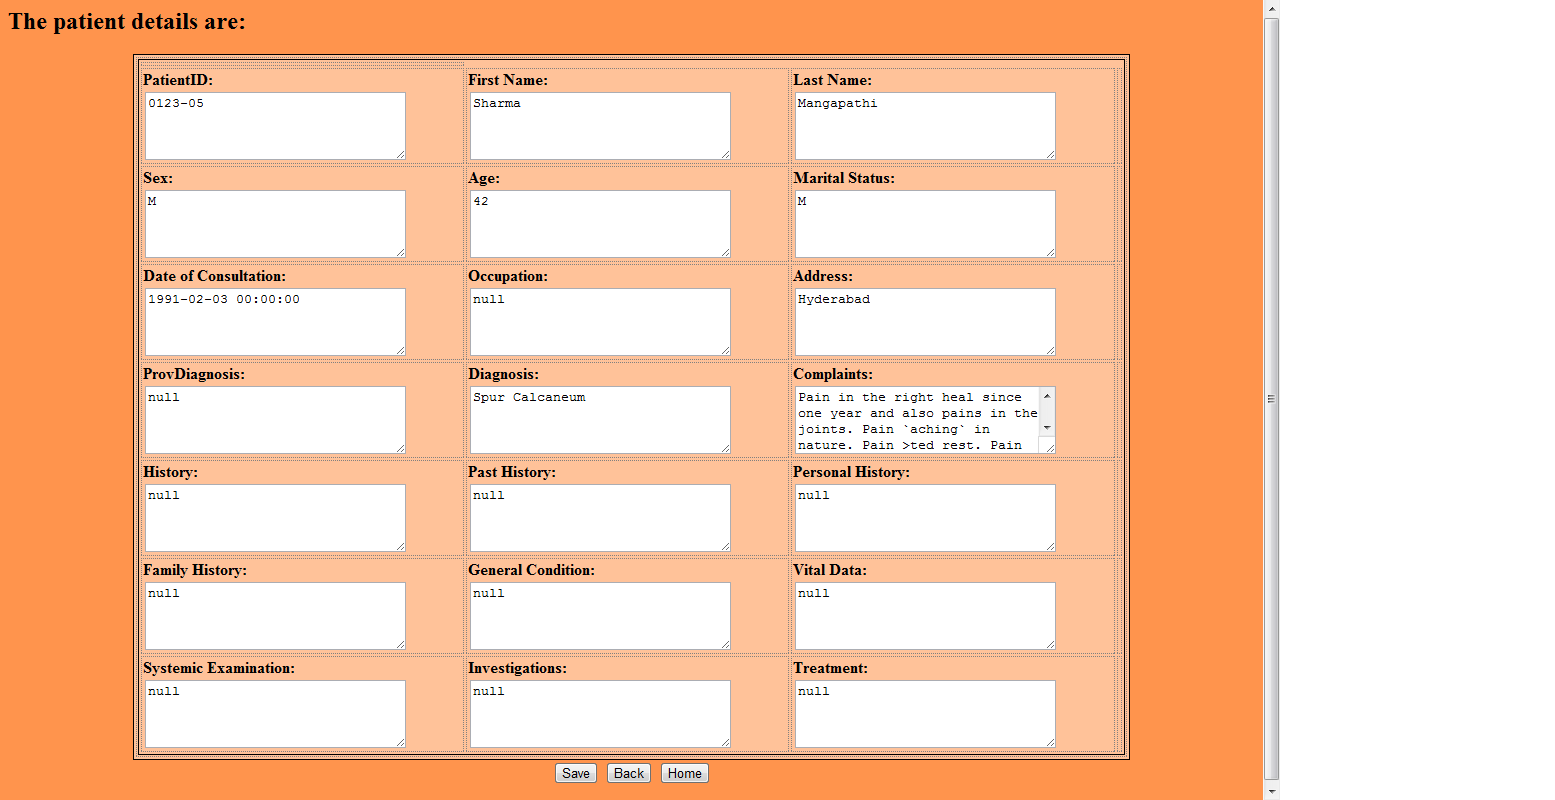 The patient details are:
PatientID: First Name: Last Name:
0123-05 Sharma Mangapathi
Sex: Age: Marital Status:
M 42 M
Date of Consultation: Occupation: Address:
1991-02-03 00:00:00 null Hyderabad
ProvDiagnosis: Diagnosis: Complaints:
null Spur Calcaneum Pain in the right heal since
one year and also pains in the
joints. Pain `aching` in
nature. Pain >ted rest. Pain
History: Past History: Personal History:
null null null
Family History: General Condition: Vital Data:
null null null
Systemic Examination: Investigations: Treatment:
null null null
Save Back Home